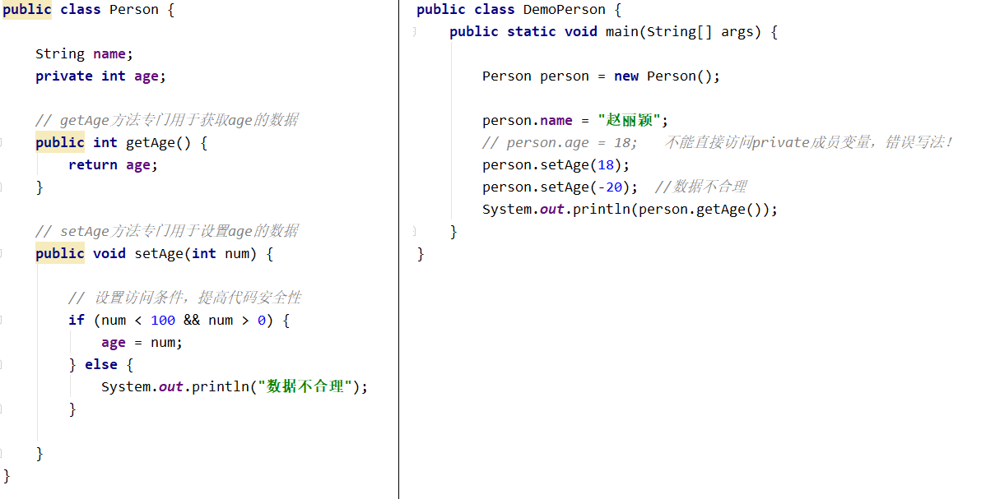 public class Person {
String name;
private int age;
// getAge方法专门用于获取age的数据
public int getAge() {
return age;
}
// setAge方法专门用于设置age的数据
public void setAge(int num) {
// 设置访问条件，提高代码安全性
if (num < 100 && num > 0) {
age = num;
} else {
System.out.println("数据不合理");
}
}
}
public class DemoPerson {
public static void main(String[] args) {
Person person = new Person();
person.name = "赵丽颖";
// person.age = 18;   不能直接访问private成员变量，错误写法！
person.setAge(18);
person.setAge(-20);  //数据不合理
System.out.println(person.getAge());
}
}